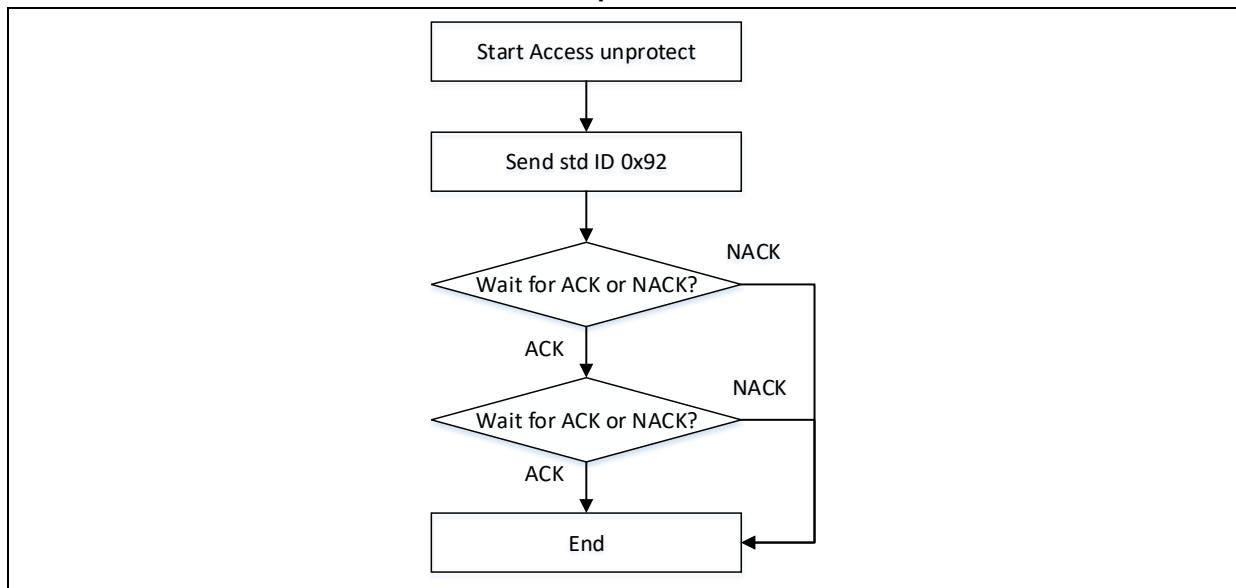 Start Access unprotect
Send std ID 0x92
NACK
Wait for ACK or NACK?
ACK
NACK
Wait for ACK or NACK?
ACK
End